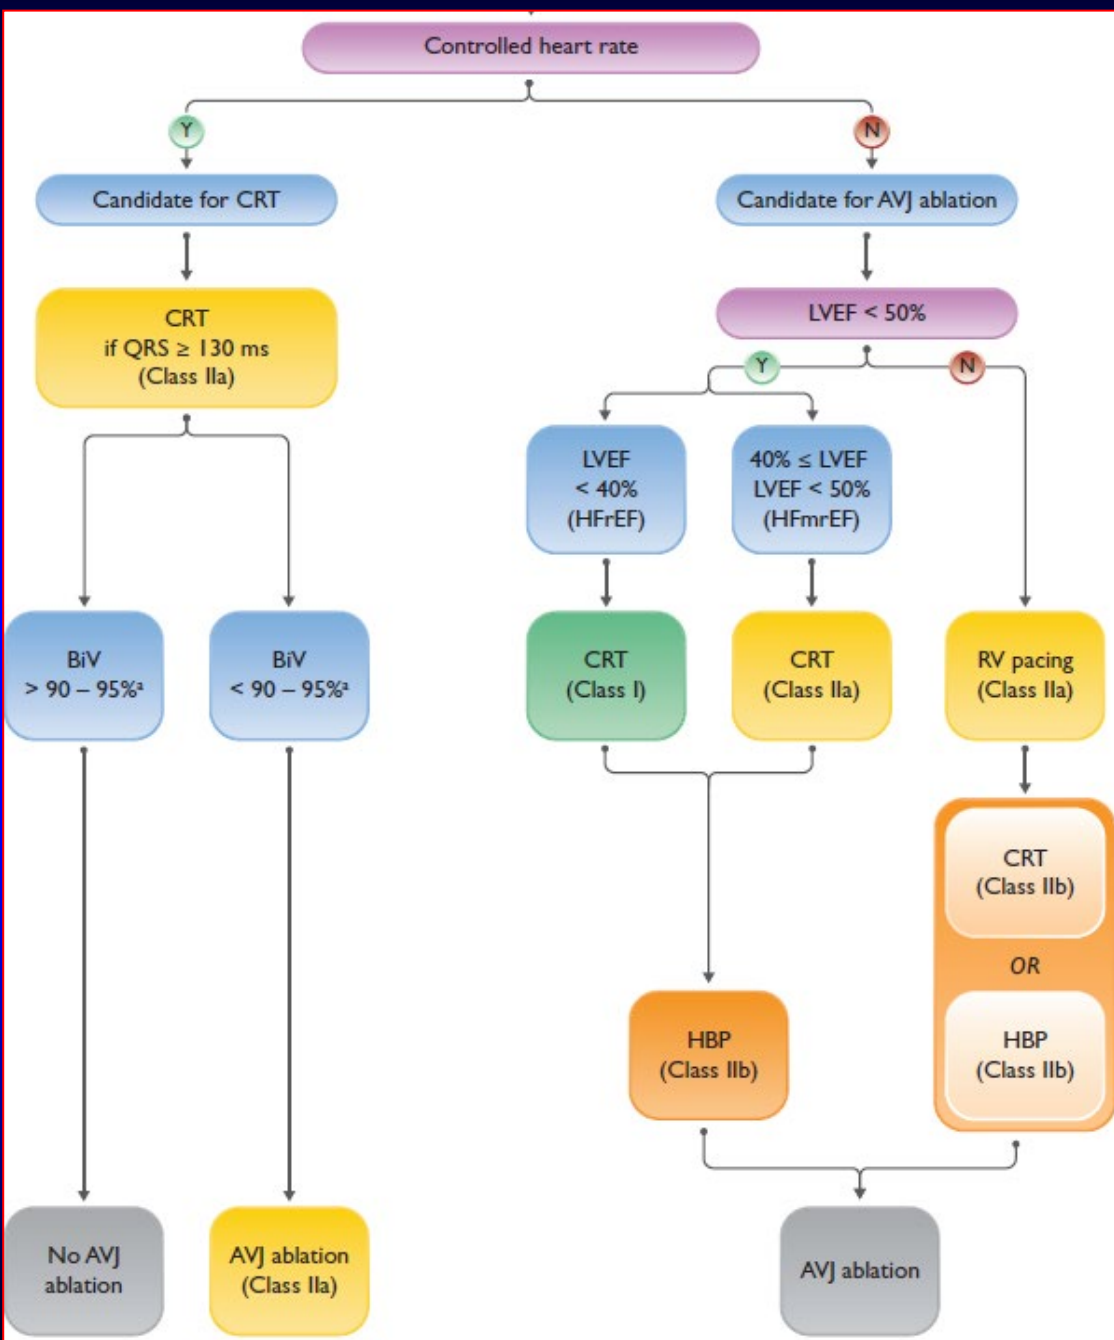 Controlled heart rate
Y
N
Candidate for CRT
Candidate for AVJ ablation
CRT
if QRS ≥ 130 ms
(Class IIa)
LVEF < 50%
Y
N
LVEF
< 40%
(HFrEF)
40% ≤ LVEF
LVEF < 50%
(HFmrEF)
BiV
> 90 – 95%ᵃ
BiV
< 90 – 95%ᵃ
CRT
(Class I)
CRT
(Class IIa)
RV pacing
(Class IIa)
CRT
(Class IIb)
OR
HBP
(Class IIb)
HBP
(Class IIb)
No AVJ
ablation
AVJ ablation
(Class IIa)
AVJ ablation